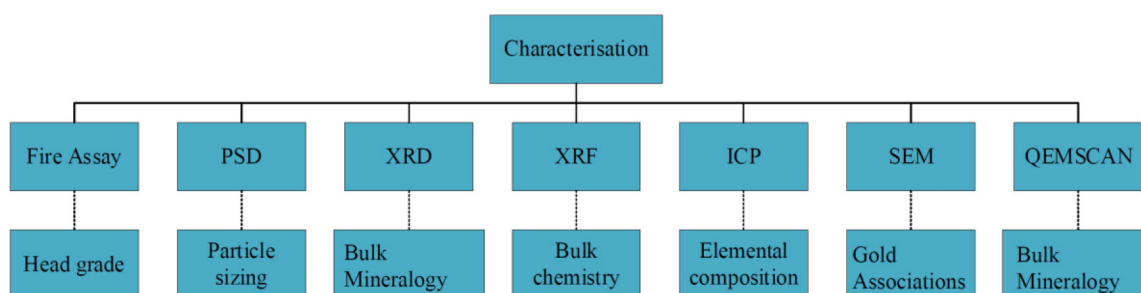 Characterisation
Fire Assay
PSD
XRD
XRF
ICP
SEM
QEMSCAN
Head grade
Particle
sizing
Bulk
Mineralogy
Bulk
chemistry
Elemental
composition
Gold
Associations
Bulk
Mineralogy